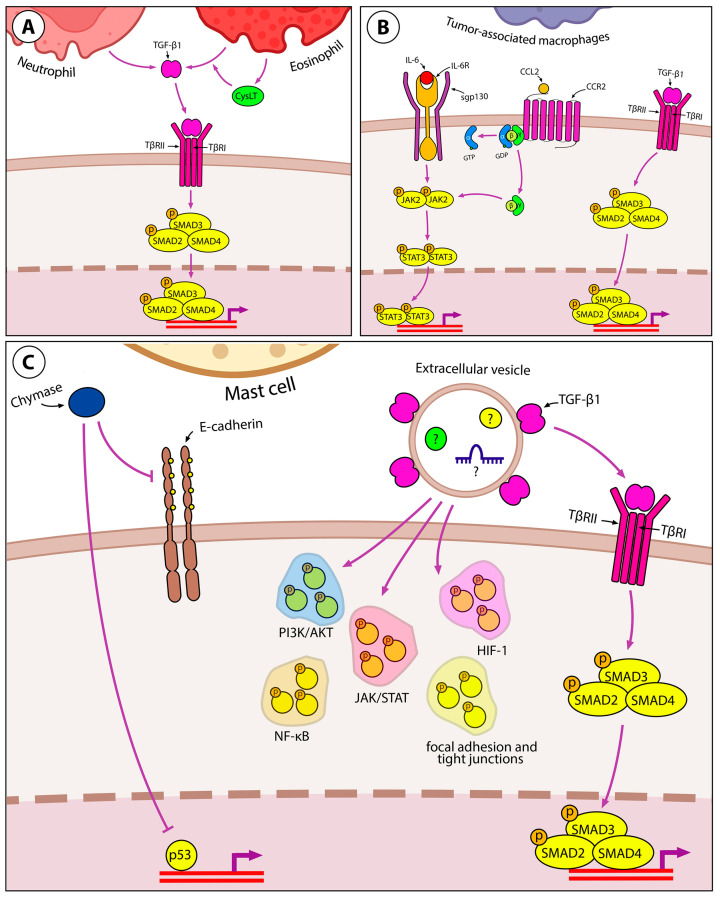 A
Neutrophil
TGF-β1
Eosinophil
CysLT
TβRII
TβRI
P
SMAD3
P
SMAD2
SMAD4
P
SMAD3
P
SMAD2
SMAD4
B
Tumor-associated macrophages
IL-6
IL-6R
sgp130
CCL2
CCR2
TGF-β1
TβRII
TβRI
α
GTP
α
GDP
β
γ
β
γ
P
JAK2
P
JAK2
P
STAT3
P
STAT3
P
STAT3
P
STAT3
P
SMAD3
P
SMAD2
SMAD4
P
SMAD3
P
SMAD2
SMAD4
C
Mast cell
Chymase
E-cadherin
Extracellular vesicle
TGF-β1
?
?
?
TβRII
TβRI
P
P
P
PI3K/AKT
P
P
P
HIF-1
P
P
P
JAK/STAT
P
P
P
NF-κB
P
P
P
focal adhesion and
tight junctions
P
SMAD3
P
SMAD2
SMAD4
p53
P
SMAD3
P
SMAD2
SMAD4